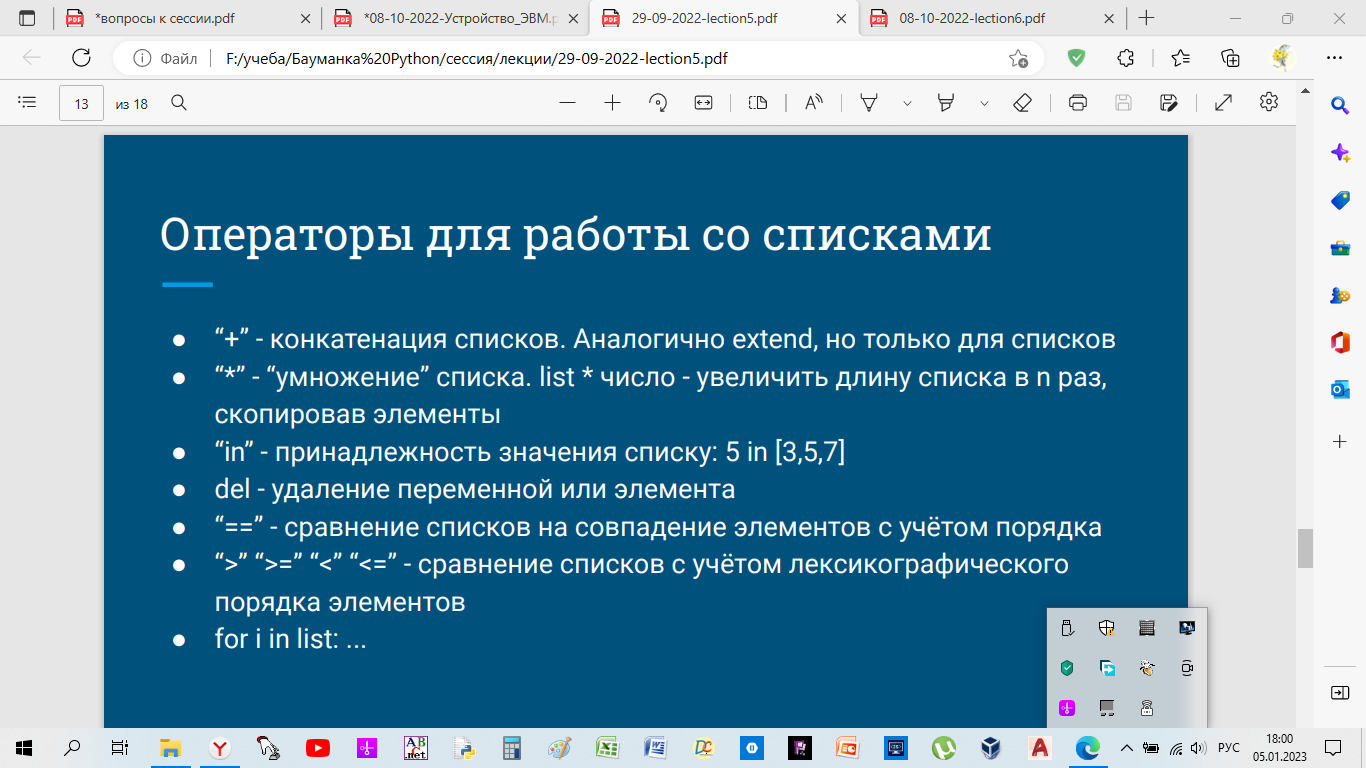 *вопросы к сессии.pdf
*08-10-2022-Устройство_ЭВМ.p
29-09-2022-lection5.pdf
08-10-2022-lection6.pdf
Файл
F:/учеба/Бауманка%20Python/сессия/лекции/29-09-2022-lection5.pdf
13 из 18
Операторы для работы со списками
● “+” - конкатенация списков. Аналогично extend, но только для списков
● “*” - “умножение” списка. list * число - увеличить длину списка в n раз,
скопировав элементы
● “in” - принадлежность значения списку: 5 in [3,5,7]
● del - удаление переменной или элемента
● “==” - сравнение списков на совпадение элементов с учётом порядка
● “>” “>=” “<” “<=” - сравнение списков с учётом лексикографического
порядка элементов
● for i in list: ...
РУС
18:00
05.01.2023